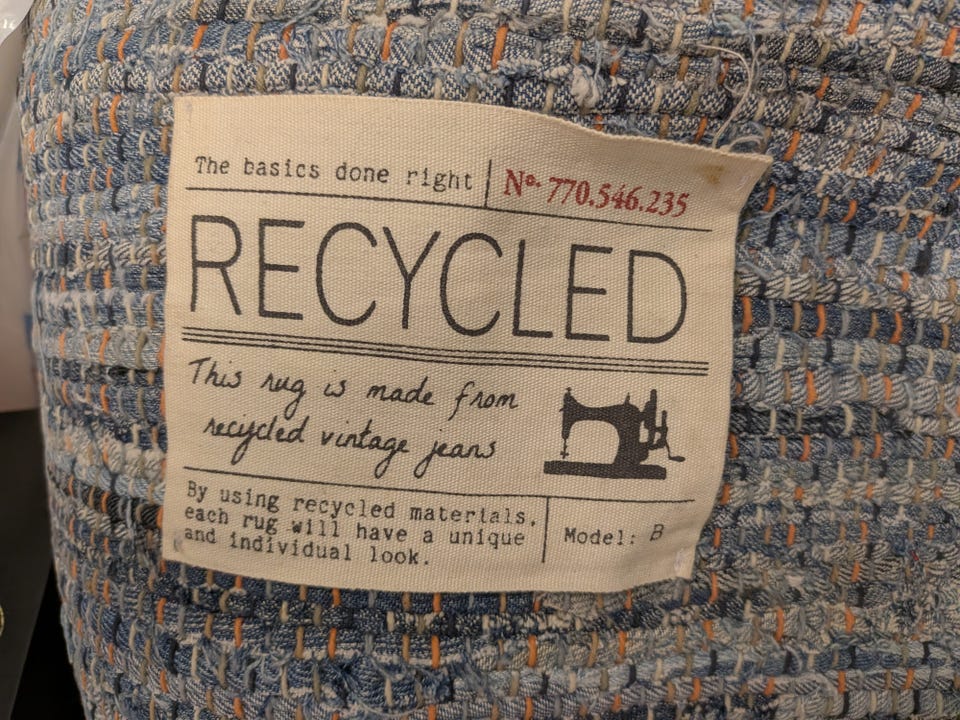 The basics done right
Nº. 770.546.235
RECYCLED
This rug is made from
recycled vintage jeans
By using recycled materials,
each rug will have a unique
and individual look.
Model: B